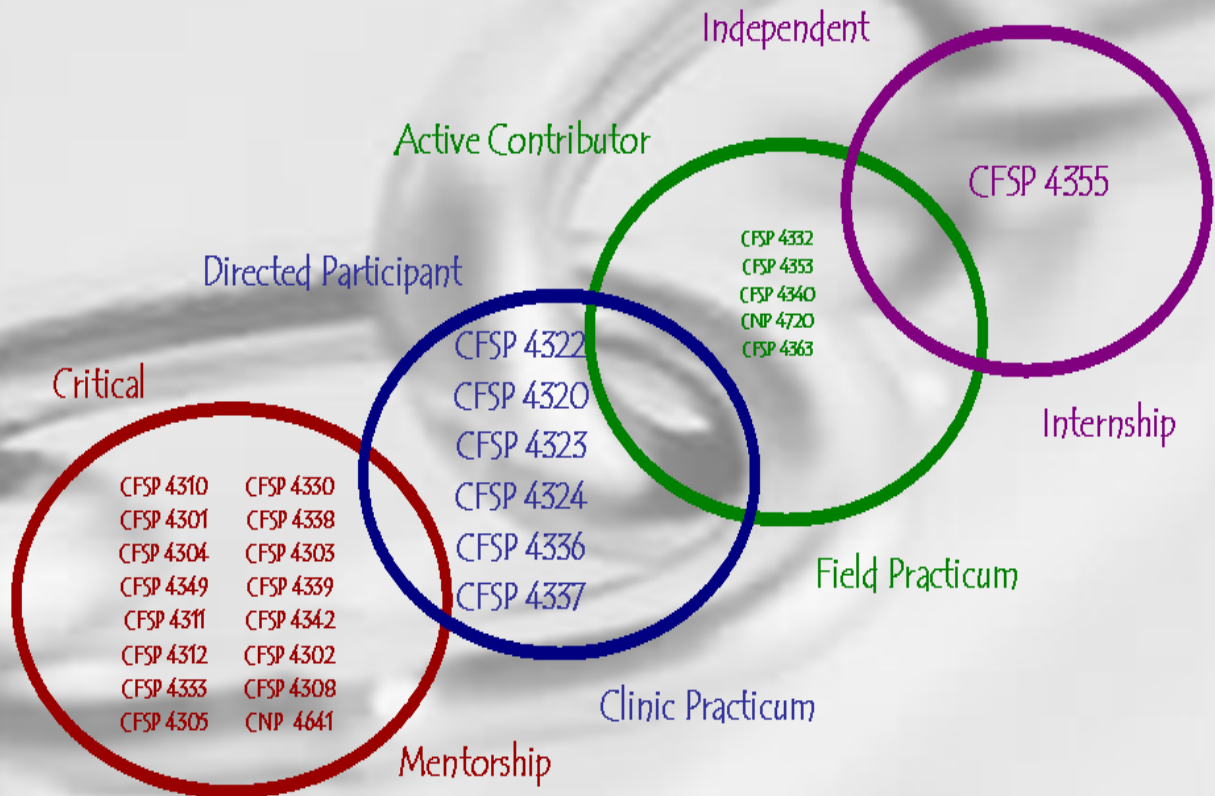 Independent
CFSP 4355
Internship
Active Contributor
CFSP 4332
CFSP 4353
CFSP 4340
CNP 4720
CFSP 4363
Field Practicum
Directed Participant
CFSP 4322
CFSP 4320
CFSP 4323
CFSP 4324
CFSP 4336
CFSP 4337
Clinic Practicum
Critical
CFSP 4310 CFSP 4330
CFSP 4301 CFSP 4338
CFSP 4304 CFSP 4303
CFSP 4349 CFSP 4339
CFSP 4311 CFSP 4342
CFSP 4312 CFSP 4302
CFSP 4333 CFSP 4308
CFSP 4305 CNP 4641
Mentorship